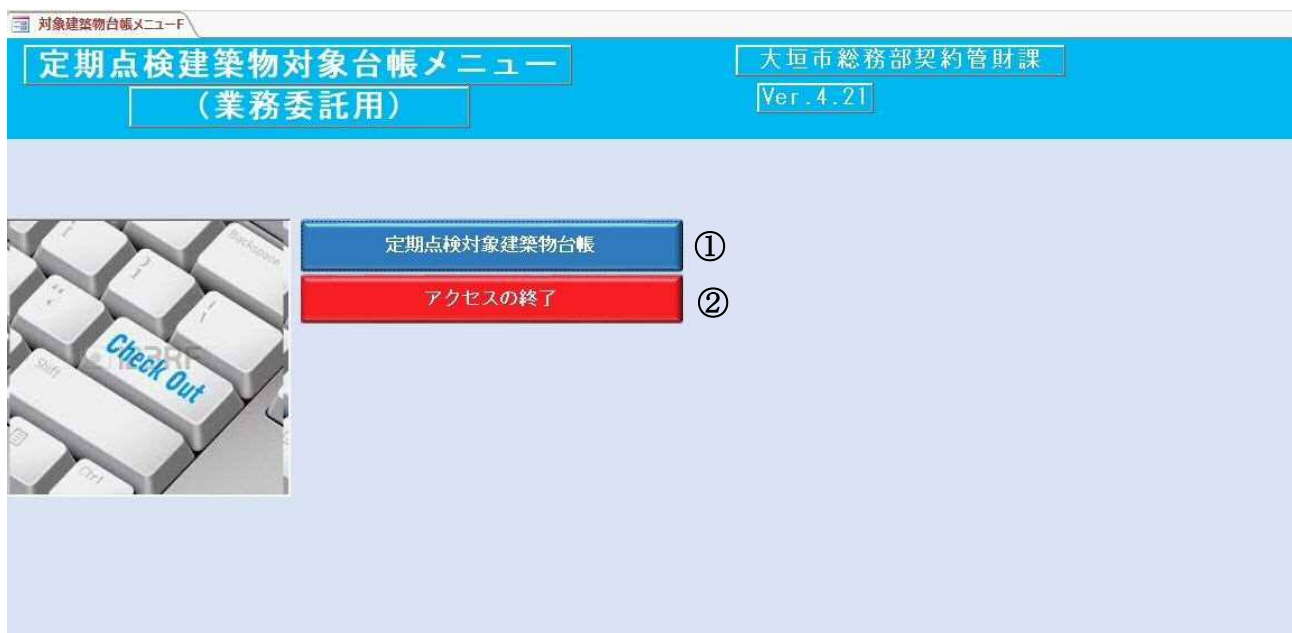 対象建築物台帳メニューF
定期点検建築物対象台帳メニュー
(業務委託用)
大垣市総務部契約管財課
Ver.4.21
定期点検対象建築物台帳
①
アクセスの終了
②
Backspace
Shift
Check Out
Ctrl